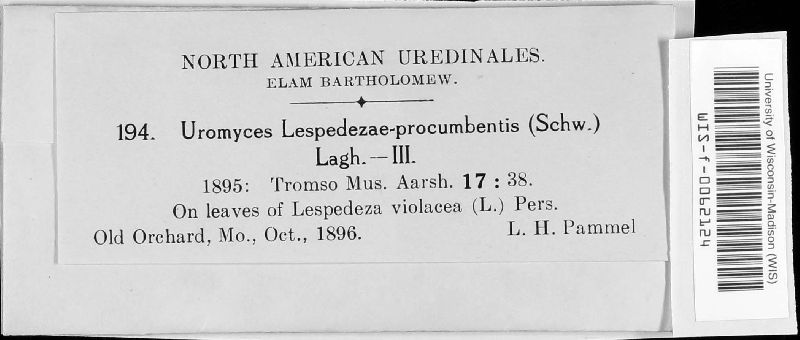 NORTH AMERICAN UREDINALES.
ELAM BARTHOLOMEW.
194. Uromyces Lespedezae-procumbentis (Schw.)
Lagh. — III.
1895: Tromso Mus. Aarsh. 17 : 38.
On leaves of Lespedeza violacea (L.) Pers.
Old Orchard, Mo., Oct., 1896. L. H. Pammel
University of Wisconsin-Madison (WIS)
WIS-f-0062124